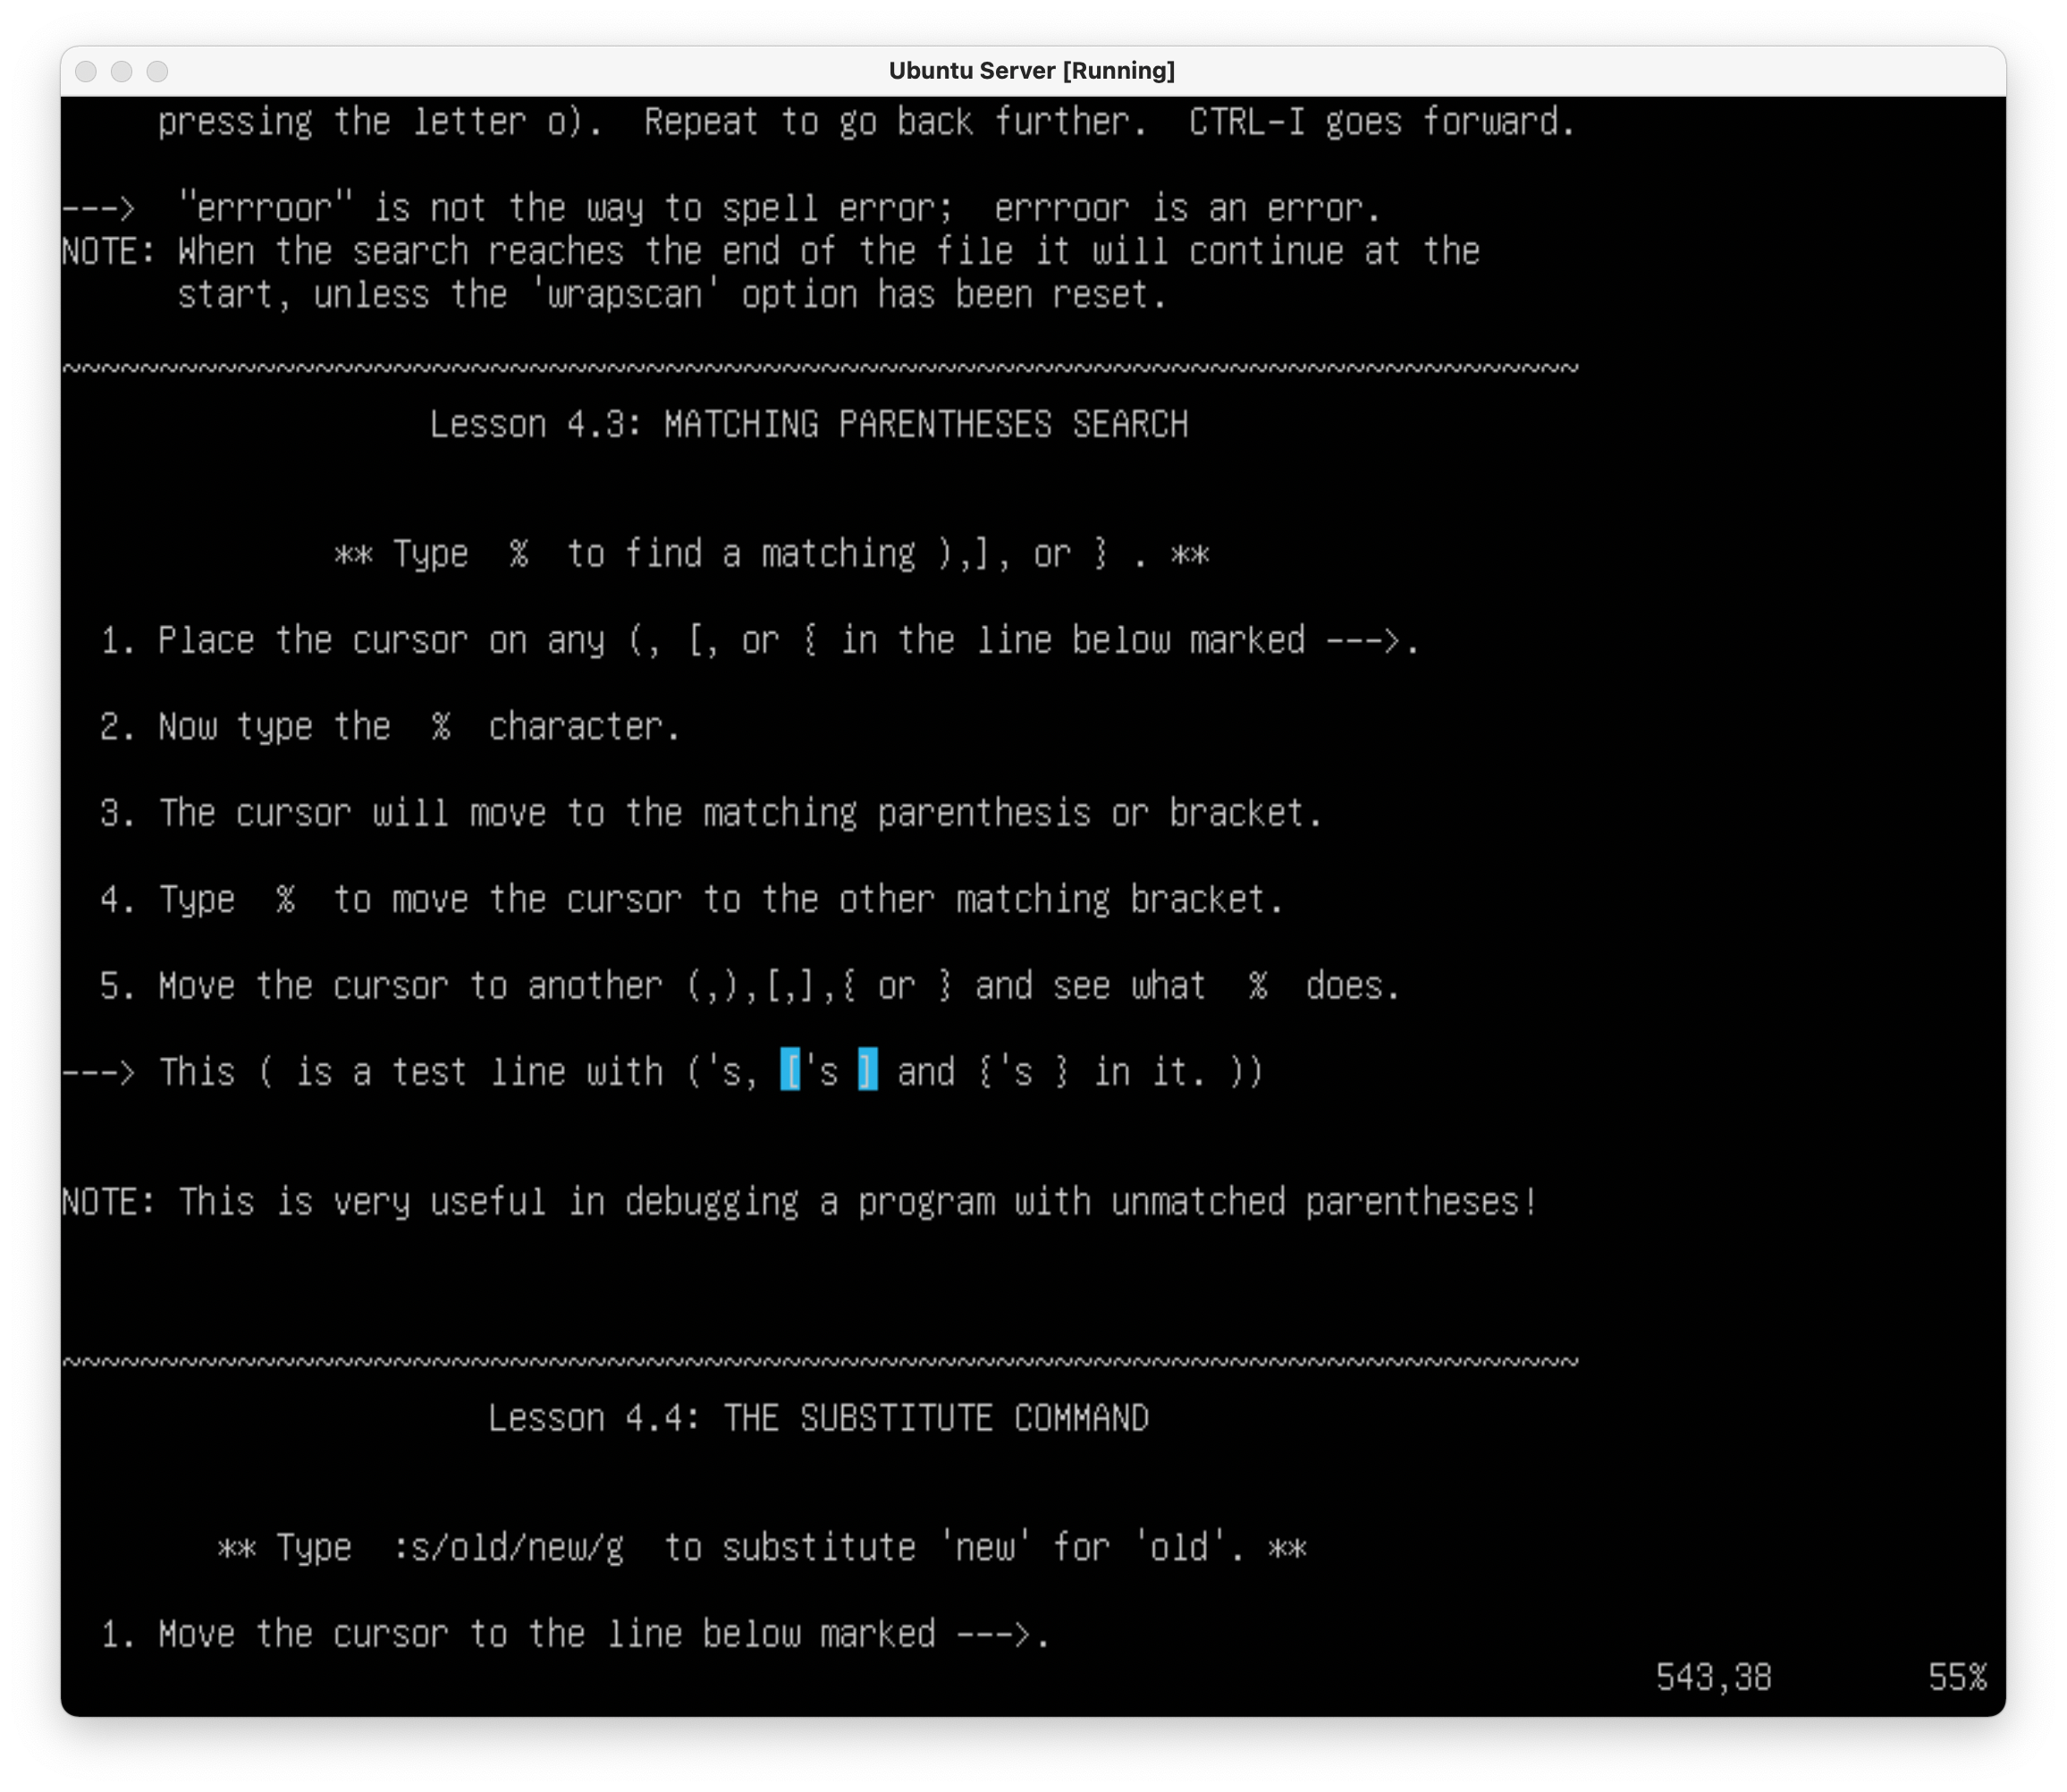 Ubuntu Server [Running]
pressing the letter o).  Repeat to go back further.  CTRL-I goes forward.
--->  "errroor" is not the way to spell error;  errroor is an error.
NOTE: When the search reaches the end of the file it will continue at the
start, unless the 'wrapscan' option has been reset.
~~~~~~~~~~~~~~~~~~~~~~~~~~~~~~~~~~~~~~~~~~~~~~~~~~~~~~~~~~~~~~~~~~~~~~~~~~~~~~
Lesson 4.3: MATCHING PARENTHESES SEARCH
** Type  %  to find a matching ),], or } . **
1. Place the cursor on any (, [, or { in the line below marked --->.
2. Now type the  %  character.
3. The cursor will move to the matching parenthesis or bracket.
4. Type  %  to move the cursor to the other matching bracket.
5. Move the cursor to another (,),[,],{ or } and see what  %  does.
---> This ( is a test line with ('s, ['s ] and {'s } in it. ))
NOTE: This is very useful in debugging a program with unmatched parentheses!
~~~~~~~~~~~~~~~~~~~~~~~~~~~~~~~~~~~~~~~~~~~~~~~~~~~~~~~~~~~~~~~~~~~~~~~~~~~~~~
Lesson 4.4: THE SUBSTITUTE COMMAND
** Type  :s/old/new/g  to substitute 'new' for 'old'. **
1. Move the cursor to the line below marked --->.
543,38        55%